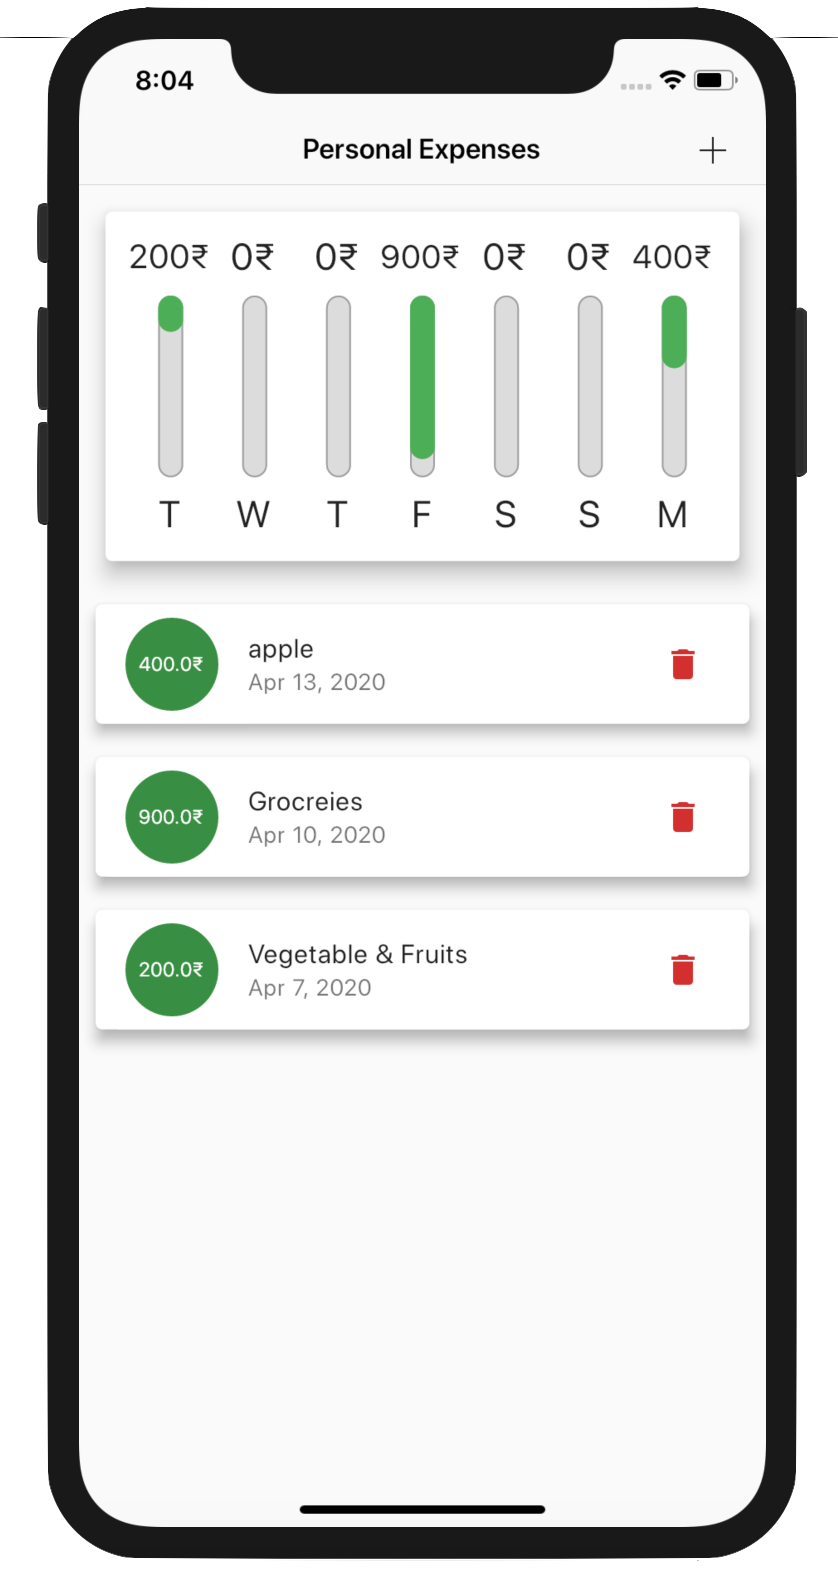 8:04
Personal Expenses
200₹ 0₹ 0₹ 900₹ 0₹ 0₹ 400₹
T W T F S S M
400.0₹
apple
Apr 13, 2020
900.0₹
Grocreies
Apr 10, 2020
200.0₹
Vegetable & Fruits
Apr 7, 2020